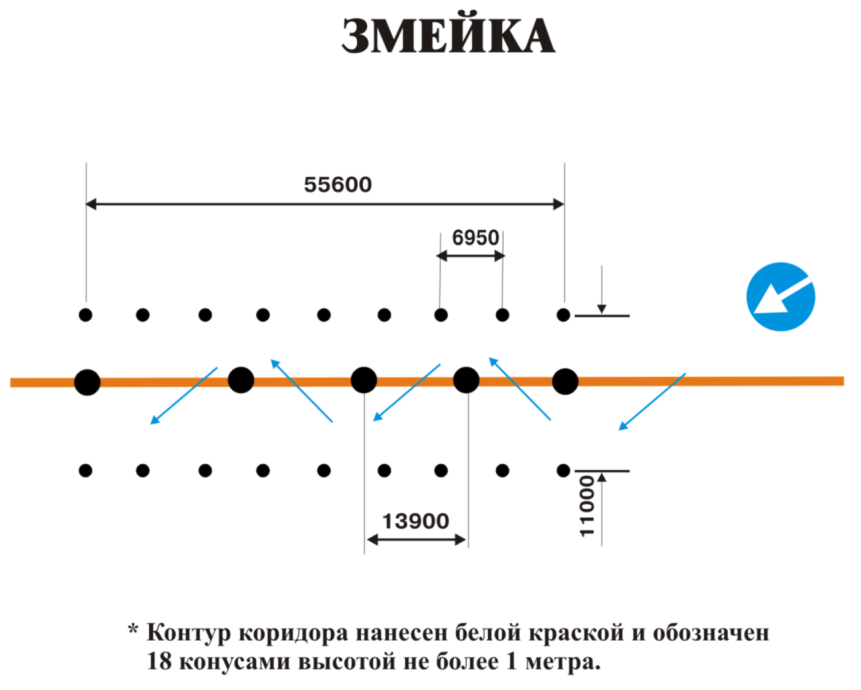 ЗМЕЙКА
55600
6950
11000
13900
* Контур коридора нанесен белой краской и обозначен
18 конусами высотой не более 1 метра.